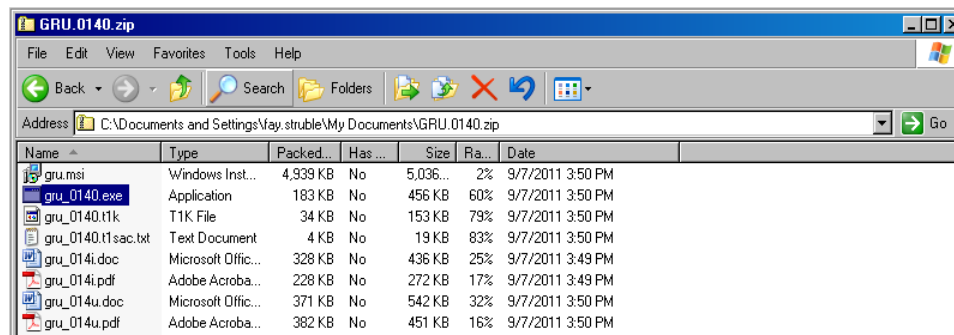 GRU.0140.zip
File Edit View Favorites Tools Help
Back Search Folders
Address C:\Documents and Settings\fay.struble\My Documents\GRU.0140.zip Go
Name Type Packed... Has ... Size Ra... Date
gru.msi Windows Inst... 4,939 KB No 5,036... 2% 9/7/2011 3:50 PM
gru_0140.exe Application 183 KB No 456 KB 60% 9/7/2011 3:50 PM
gru_0140.t1k T1K File 34 KB No 153 KB 79% 9/7/2011 3:50 PM
gru_0140.t1sac.txt Text Document 4 KB No 19 KB 83% 9/7/2011 3:50 PM
gru_014i.doc Microsoft Offic... 328 KB No 436 KB 25% 9/7/2011 3:49 PM
gru_014i.pdf Adobe Acroba... 228 KB No 272 KB 17% 9/7/2011 3:49 PM
gru_014u.doc Microsoft Offic... 371 KB No 542 KB 32% 9/7/2011 3:50 PM
gru_014u.pdf Adobe Acroba... 382 KB No 451 KB 16% 9/7/2011 3:50 PM